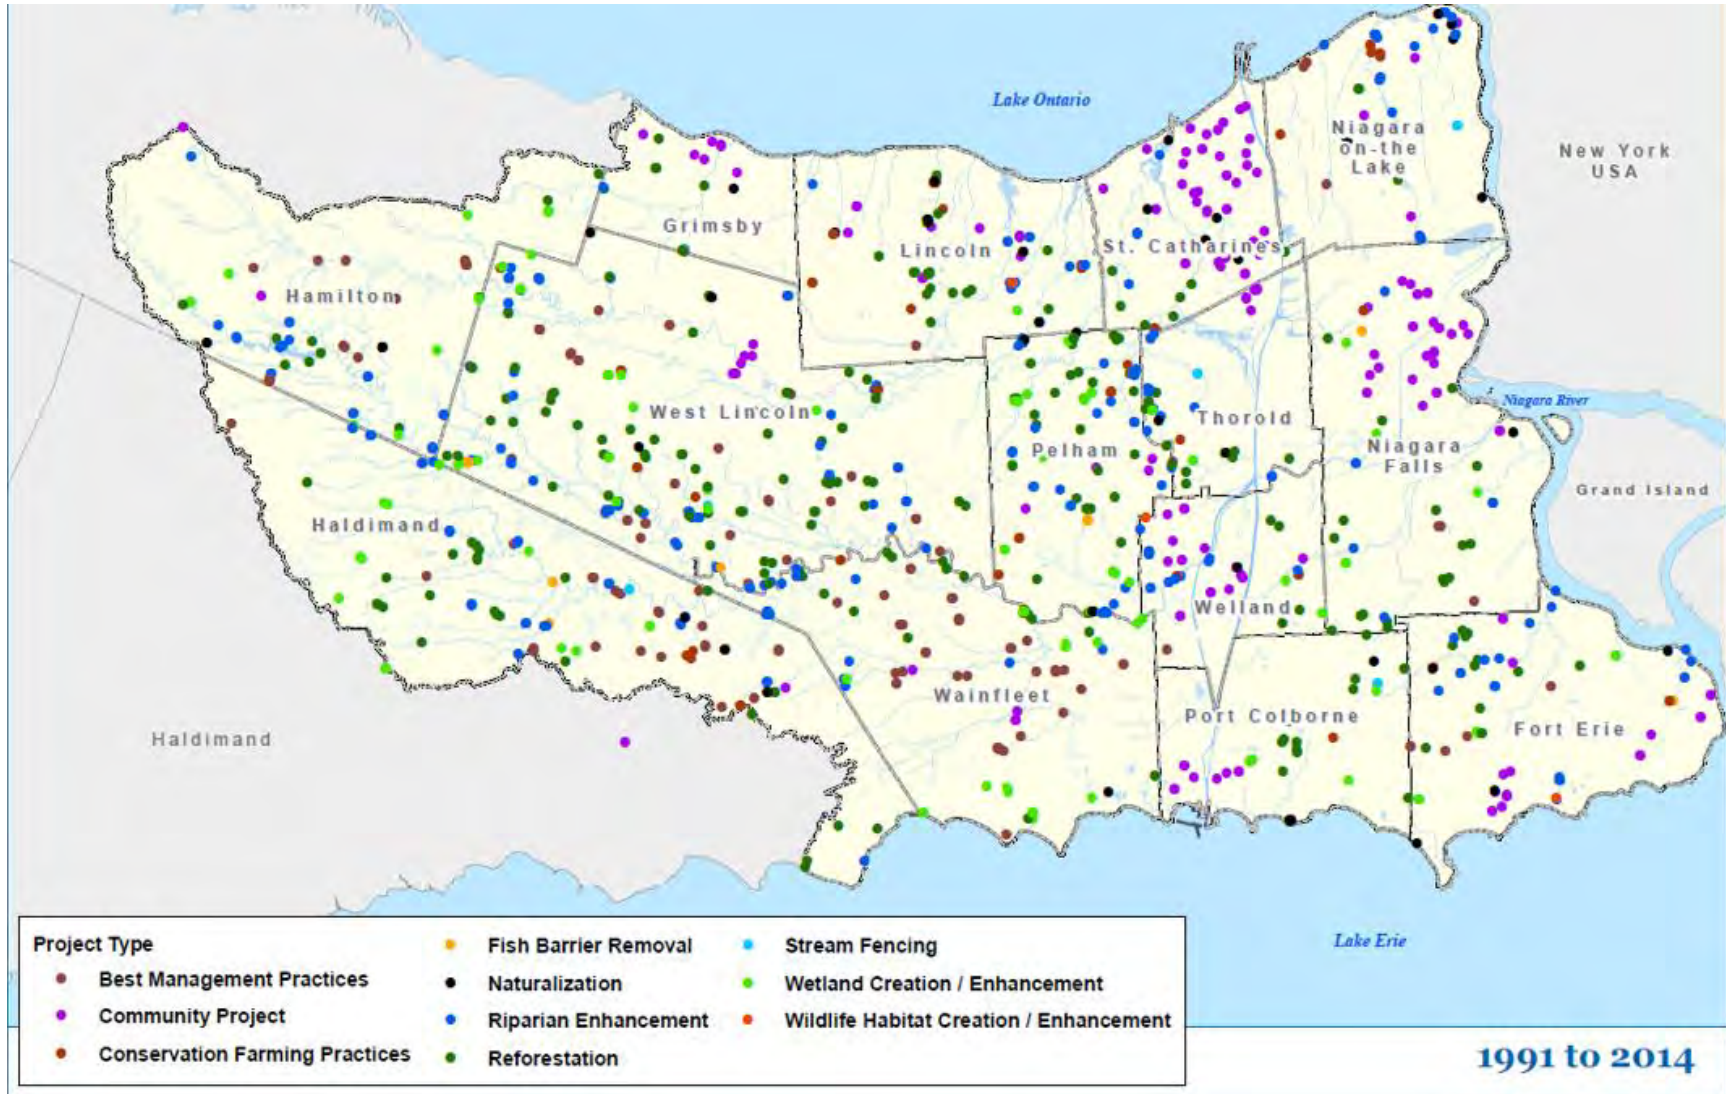 Lake Ontario
Niagara
on-the
Lake
New York
USA
Grimsby
Lincoln
St. Catharines
Hamilton
Niagara River
West Lincoln
Thorold
Pelham
Niagara
Falls
Grand Island
Haldimand
Welland
Wainfleet
Port Colborne
Fort Erie
Haldimand
Lake Erie
Project Type
Best Management Practices
Community Project
Conservation Farming Practices
Fish Barrier Removal
Naturalization
Riparian Enhancement
Reforestation
Stream Fencing
Wetland Creation / Enhancement
Wildlife Habitat Creation / Enhancement
1991 to 2014